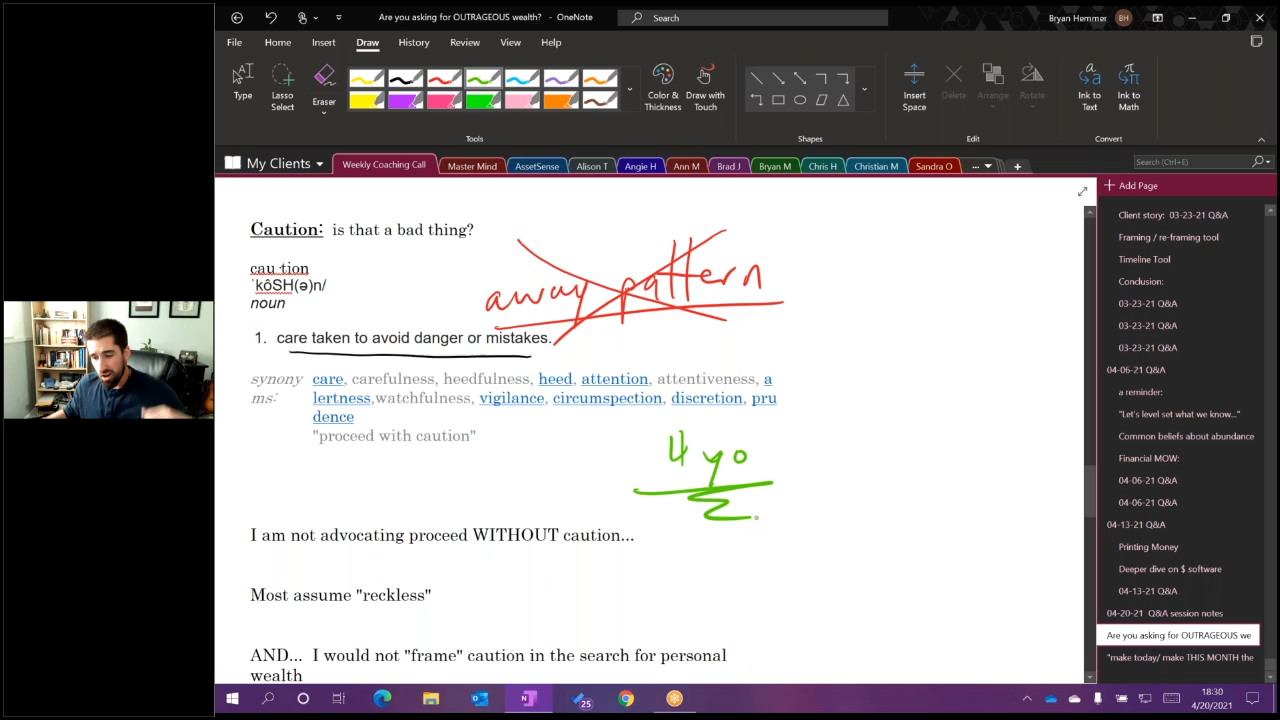 Are you asking for OUTRAGEOUS wealth? - OneNote
Search
Bryan Hemmer BH
File Home Insert Draw History Review View Help
Type
Lasso Select
Eraser
Color & Thickness
Draw with Touch
Insert Space
Delete
Arrange
Rotate
Ink to Text
Ink to Math
Tools
Shapes
Edit
Convert
My Clients
Weekly Coaching Call Master Mind AssetSense Alison T Angie H Ann M Brad J Bryan M Chris H Christian M Sandra O ...
Search (Ctrl+E)
Caution: is that a bad thing?
cau·tion
ˈkôSH(ə)n/
noun
away pattern
1. care taken to avoid danger or mistakes.
synony care, carefulness, heedfulness, heed, attention, attentiveness, a
ms: lertness,watchfulness, vigilance, circumspection, discretion, pru
dence
"proceed with caution"
4 yo
I am not advocating proceed WITHOUT caution...
Most assume "reckless"
AND... I would not "frame" caution in the search for personal
wealth
Add Page
Client story: 03-23-21 Q&A
Framing / re-framing tool
Timeline Tool
Conclusion:
03-23-21 Q&A
03-23-21 Q&A
03-23-21 Q&A
04-06-21 Q&A
a reminder:
"Let's level set what we know..."
Common beliefs about abundance
Financial MOW:
04-06-21 Q&A
04-06-21 Q&A
04-13-21 Q&A
Printing Money
Deeper dive on $ software
04-13-21 Q&A
04-20-21 Q&A session notes
Are you asking for OUTRAGEOUS we
"make today/ make THIS MONTH the
25
18:30
4/20/2021